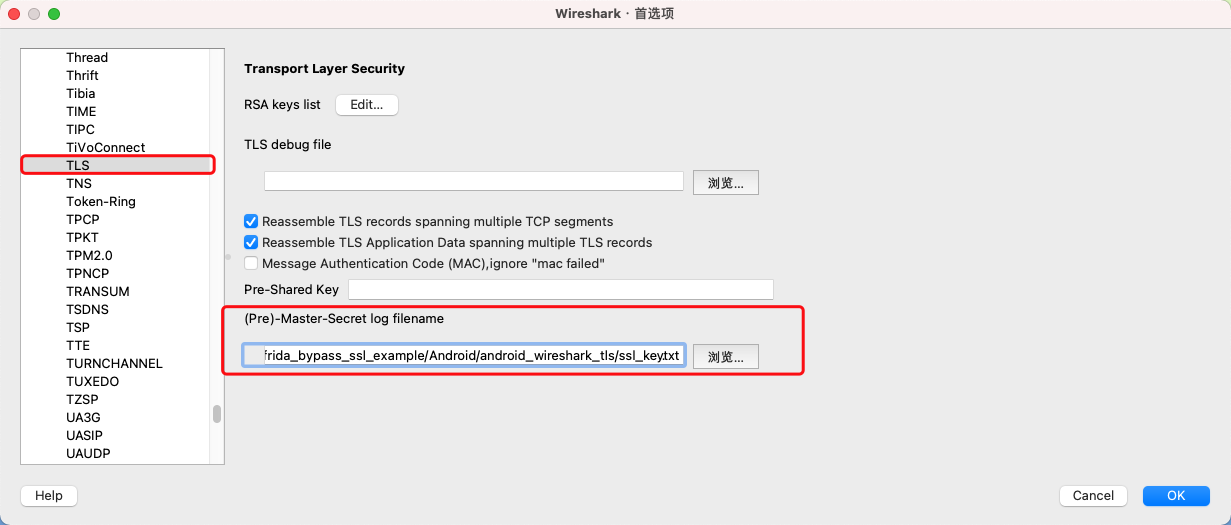 Wireshark · 首选项
Thread
Thrift
Tibia
TIME
TIPC
TiVoConnect
TLS
TNS
Token-Ring
TPCP
TPKT
TPM2.0
TPNCP
TRANSUM
TSDNS
TSP
TTE
TURNCHANNEL
TUXEDO
TZSP
UA3G
UASIP
UAUDP
Transport Layer Security
RSA keys list Edit...
TLS debug file
浏览...
Reassemble TLS records spanning multiple TCP segments
Reassemble TLS Application Data spanning multiple TLS records
Message Authentication Code (MAC),ignore "mac failed"
Pre-Shared Key
(Pre)-Master-Secret log filename
frida_bypass_ssl_example/Android/android_wireshark_tls/ssl_key.txt 浏览...
Help Cancel OK